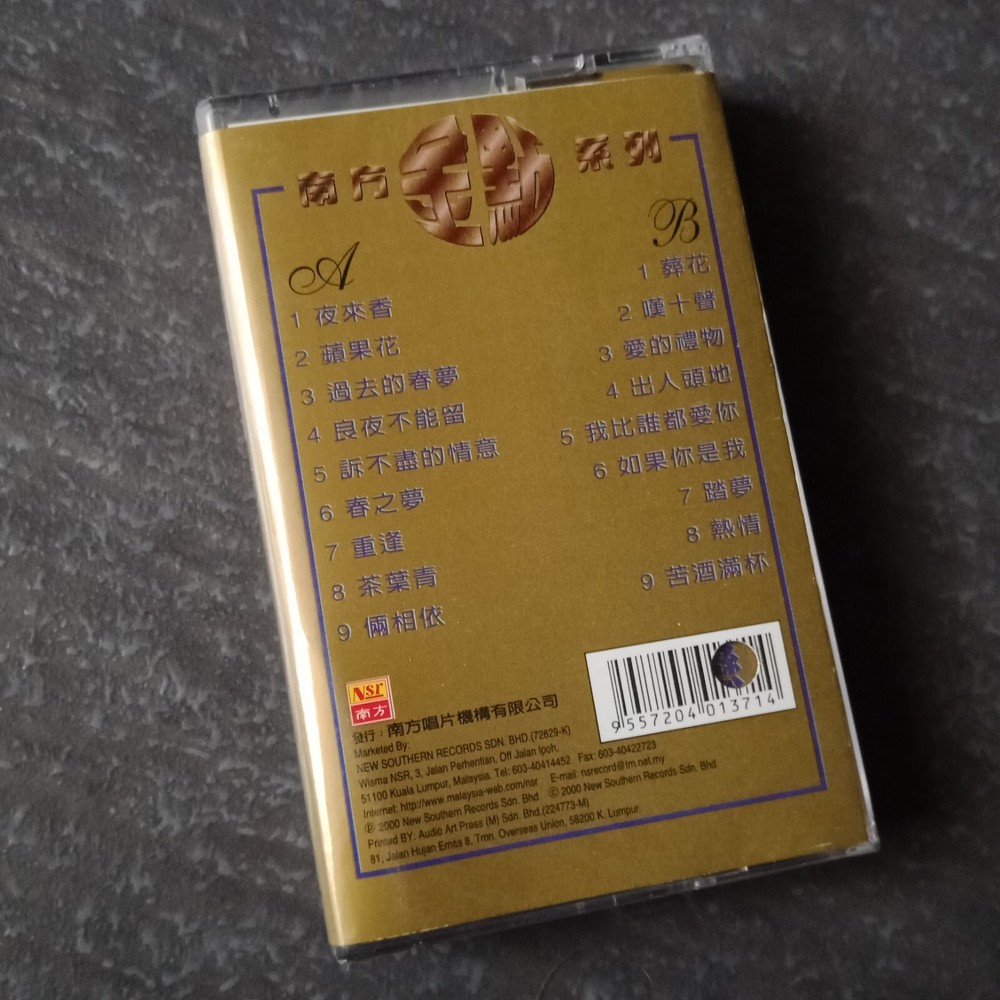 南方 金點 系列
A
1 夜來香
2 蘋果花
3 過去的春夢
4 良夜不能留
5 訴不盡的情意
6 春之夢
7 重逢
8 茶葉青
9 倆相依
B
1 葬花
2 嘆十聲
3 愛的禮物
4 出人頭地
5 我比誰都愛你
6 如果你是我
7 踏夢
8 熱情
9 苦酒滿杯
9 557204 013714
Nsr
南方
發行：南方唱片機構有限公司
Marketed By:
NEW SOUTHERN RECORDS SDN. BHD.(72629-K)
Wisma NSR, 3, Jalan Perhentian, Off Jalan Ipoh,
51100 Kuala Lumpur, Malaysia. Tel: 603-40414452 Fax: 603-40422723
Internet: http://www.malaysia-web.com/nsr E-mail: nsrecord@tm.net.my
Ⓟ 2000 New Southern Records Sdn. Bhd. © 2000 New Southern Records Sdn. Bhd.
Printed BY: Audio Art Press (M) Sdn. Bhd.(224773-M)
81, Jalan Hujan Emas 8, Tmn. Overseas Union, 58200 K. Lumpur.